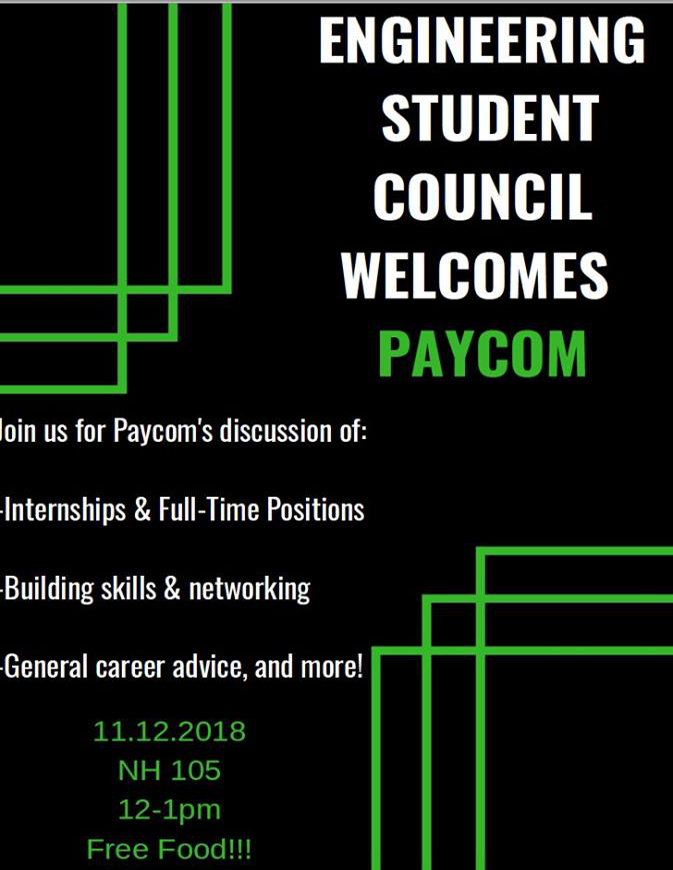 ENGINEERING
STUDENT
COUNCIL
WELCOMES
PAYCOM
Join us for Paycom's discussion of:
-Internships & Full-Time Positions
-Building skills & networking
-General career advice, and more!
11.12.2018
NH 105
12-1pm
Free Food!!!